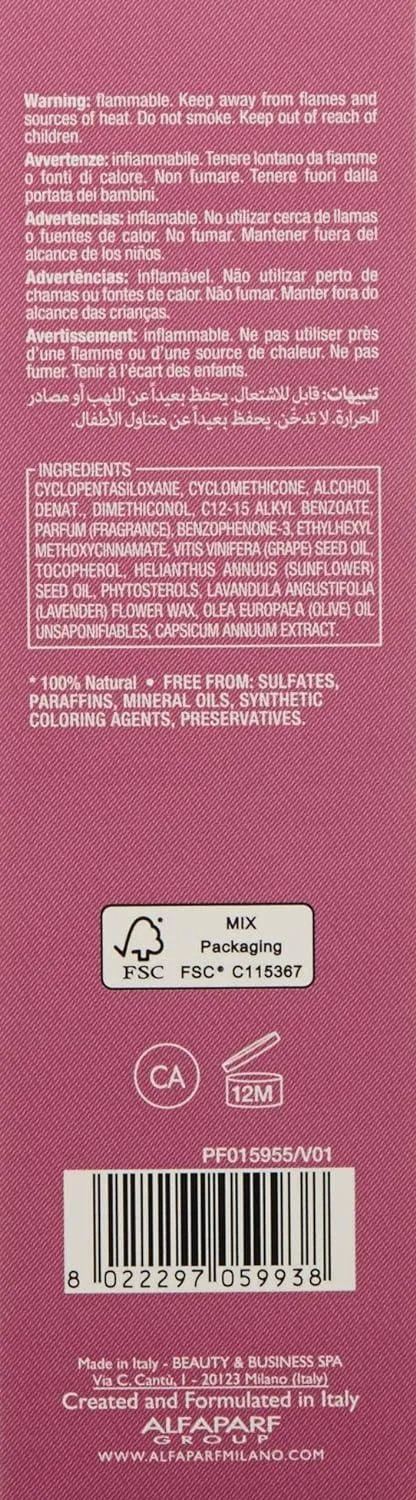 Warning: flammable. Keep away from flames and
sources of heat. Do not smoke. Keep out of reach of
children.
Avvertenze: infiammabile. Tenere lontano da fiamme
o fonti di calore. Non fumare. Tenere fuori dalla
portata dei bambini.
Advertencias: inflamable. No utilizar cerca de llamas
o fuentes de calor. No fumar. Mantener fuera del
alcance de los niños.
Advertências: inflamável. Não utilizar perto de
chamas ou fontes de calor. Não fumar. Manter fora do
alcance das crianças.
Avertissement: inflammable. Ne pas utiliser près
d'une flamme ou d'une source de chaleur. Ne pas
fumer. Tenir à l'écart des enfants.
تنبيهات: قابل للاشتعال. يحفظ بعيداً عن اللهب أو مصادر
الحرارة. لا تدخّن. يحفظ بعيداً عن متناول الأطفال.
INGREDIENTS
CYCLOPENTASILOXANE, CYCLOMETHICONE, ALCOHOL
DENAT., DIMETHICONOL, C12-15 ALKYL BENZOATE,
PARFUM (FRAGRANCE), BENZOPHENONE-3, ETHYLHEXYL
METHOXYCINNAMATE, VITIS VINIFERA (GRAPE) SEED OIL,
TOCOPHEROL, HELIANTHUS ANNUUS (SUNFLOWER)
SEED OIL, PHYTOSTEROLS, LAVANDULA ANGUSTIFOLIA
(LAVENDER) FLOWER WAX, OLEA EUROPAEA (OLIVE) OIL
UNSAPONIFIABLES, CAPSICUM ANNUUM EXTRACT.
* 100% Natural • FREE FROM: SULFATES,
PARAFFINS, MINERAL OILS, SYNTHETIC
COLORING AGENTS, PRESERVATIVES.
MIX
Packaging
FSC FSC® C115367
CA
12M
PF015955/V01
8 022297 059938
Made in Italy - BEAUTY & BUSINESS SPA
Via C. Cantù, 1 - 20123 Milano (Italy)
Created and Formulated in Italy
ALFAPARF
GROUP
WWW.ALFAPARFMILANO.COM